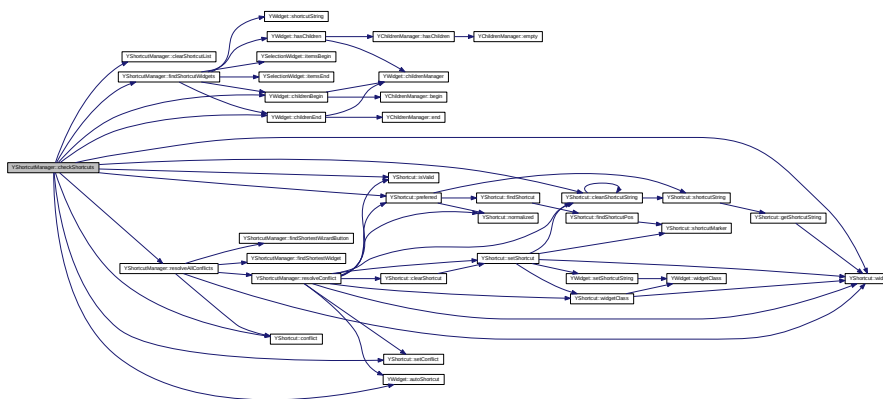 YWidget::shortcutString
YWidget::hasChildren
YChildrenManager::hasChildren
YChildrenManager::empty
YShortcutManager::clearShortcutList
YSelectionWidget::itemsBegin
YShortcutManager::findShortcutWidgets
YSelectionWidget::itemsEnd
YWidget::childrenManager
YWidget::childrenBegin
YChildrenManager::begin
YWidget::childrenEnd
YChildrenManager::end
YShortcutManager::checkShortcuts
YShortcut::isValid
YShortcut::preferred
YShortcut::findShortcut
YShortcut::cleanShortcutString
YShortcut::shortcutString
YShortcut::normalized
YShortcut::findShortcutPos
YShortcut::getShortcutString
YShortcut::shortcutMarker
YShortcutManager::findShortestWizardButton
YShortcutManager::findShortestWidget
YShortcut::setShortcut
YShortcutManager::resolveAllConflicts
YShortcutManager::resolveConflict
YShortcut::clearShortcut
YWidget::setShortcutString
YWidget::widgetClass
YShortcut::wid
YShortcut::widgetClass
YShortcut::conflict
YShortcut::setConflict
YWidget::autoShortcut